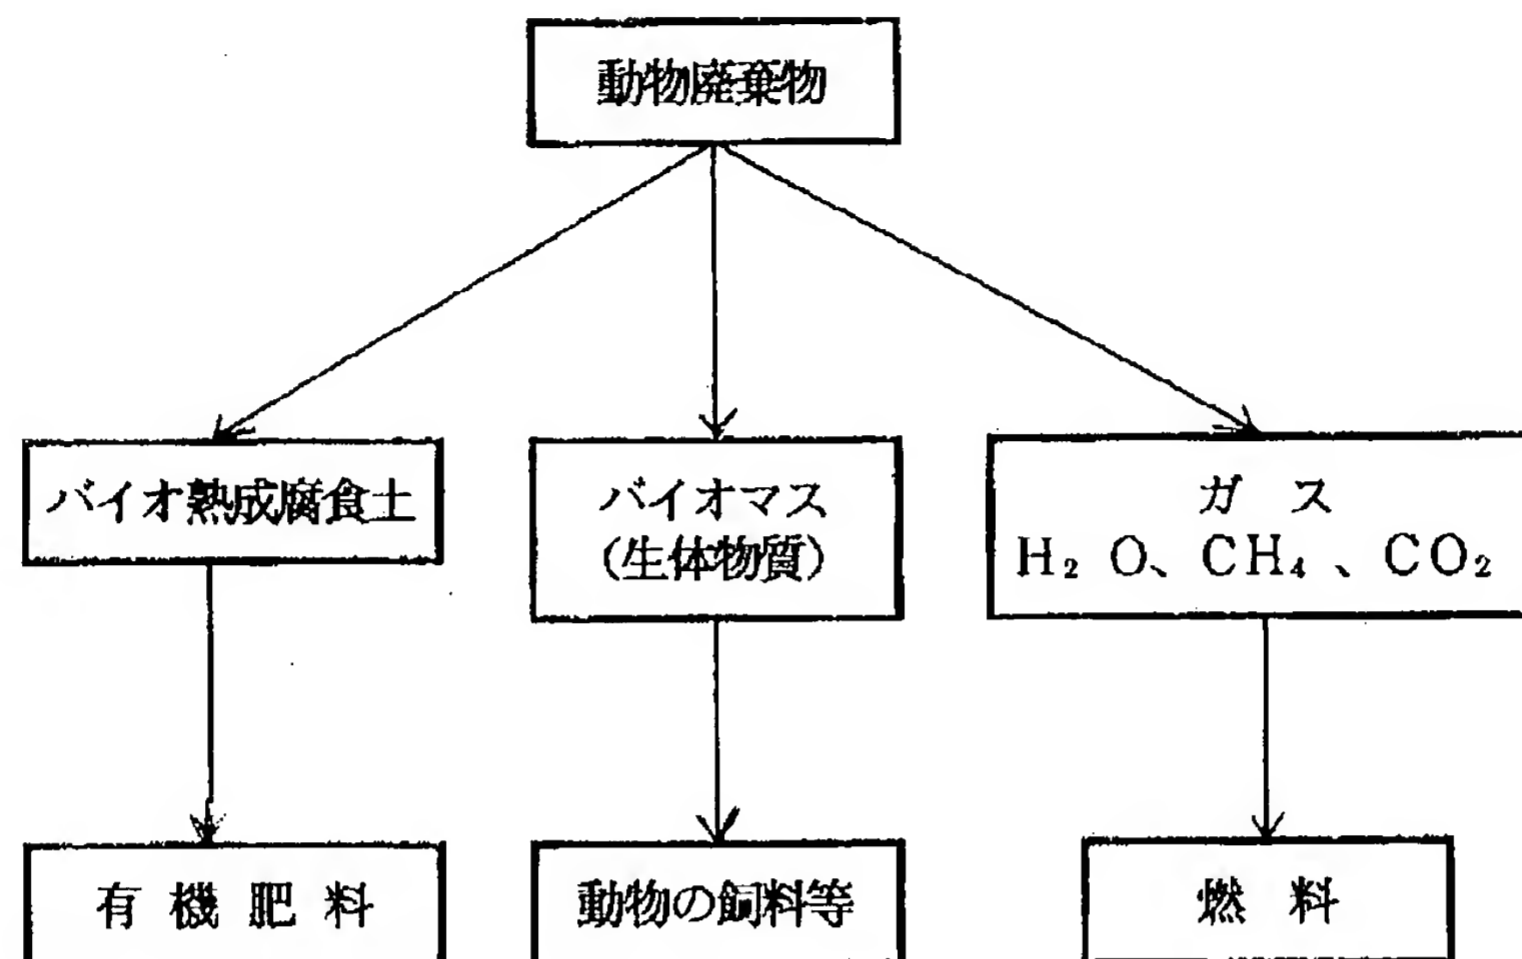 動物廃棄物
バイオ熟成腐食土
バイオマス
(生体物質)
ガ ス
H₂ O、CH₄ 、CO₂
有 機 肥 料
動物の飼料等
燃 料